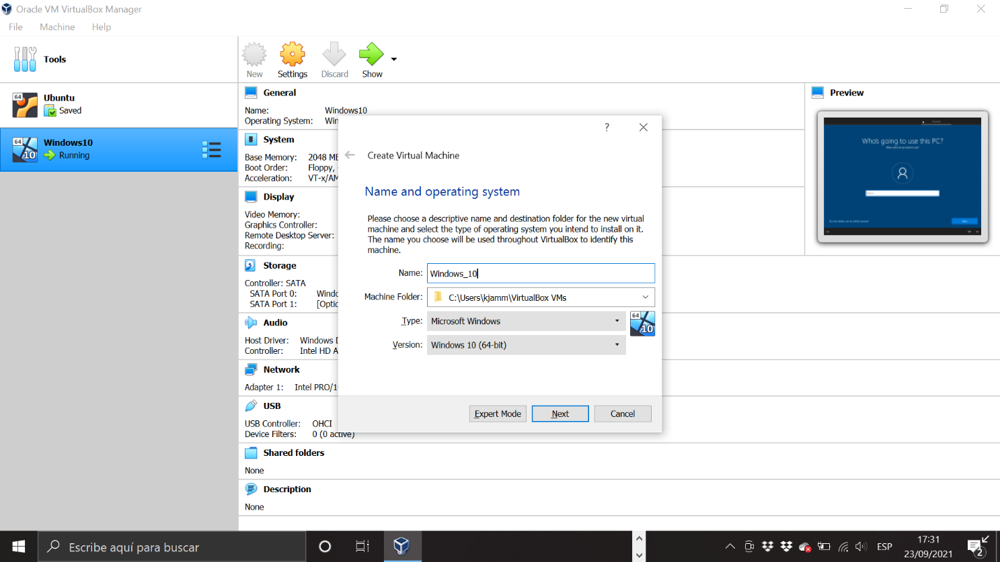 Oracle VM VirtualBox Manager
File Machine Help
Tools
New Settings Discard Show
64 Ubuntu
Saved
64 10 Windows10
Running
General
Name: Windows10
Operating System: Win
System
Base Memory: 2048 ME
Boot Order: Floppy,
Acceleration: VT-x/AM
Display
Video Memory:
Graphics Controller:
Remote Desktop Server:
Recording:
Storage
Controller: SATA
SATA Port 0: Windo
SATA Port 1: [Optic
Audio
Host Driver: Windows D
Controller: Intel HD A
Network
Adapter 1: Intel PRO/1
USB
USB Controller: OHCI
Device Filters: 0 (0 active)
Shared folders
None
Description
None
Preview
Who's going to use this PC?
?
Create Virtual Machine
Name and operating system
Please choose a descriptive name and destination folder for the new virtual
machine and select the type of operating system you intend to install on it.
The name you choose will be used throughout VirtualBox to identify this
machine.
Name: Windows_10
Machine Folder: C:\Users\kjamm\VirtualBox VMs
Type: Microsoft Windows
64 10
Version: Windows 10 (64-bit)
Expert Mode Next Cancel
Escribe aquí para buscar
ESP
17:31
23/09/2021
2